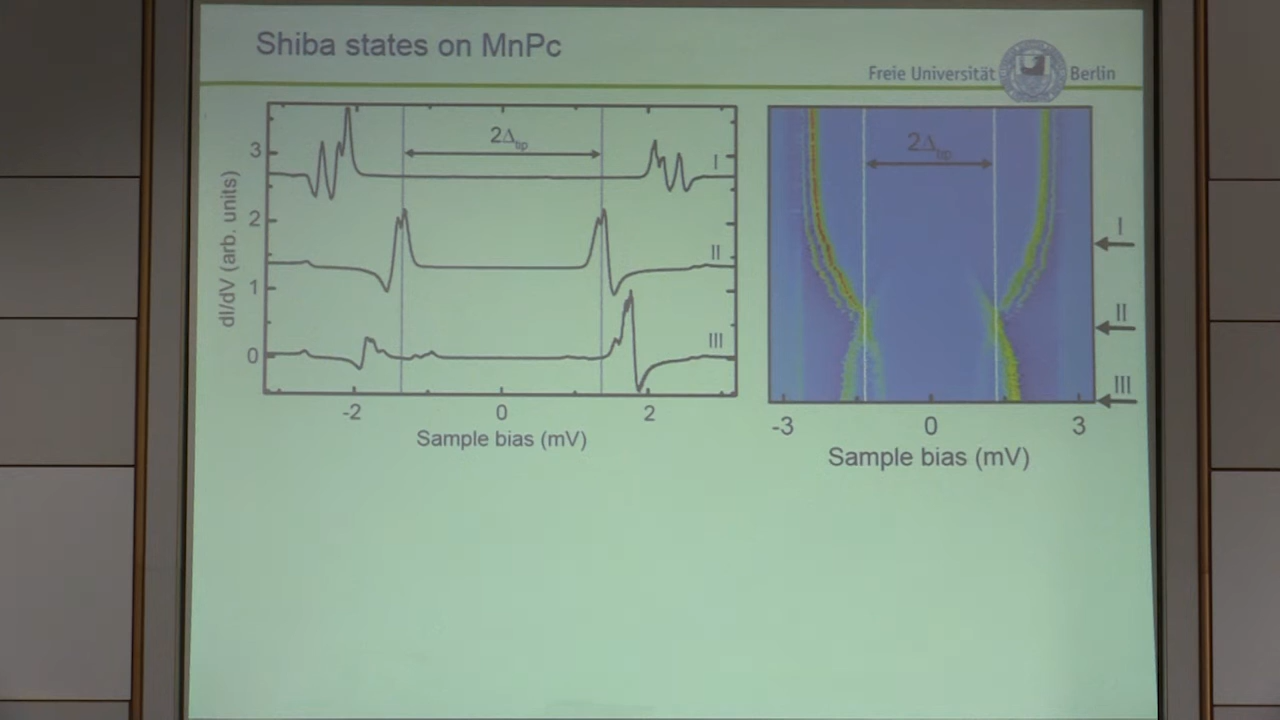 Shiba states on MnPc
Freie Universität Berlin
dI/dV (arb. units)
3
2
1
0
2Δtip
I
II
III
-2
0
2
Sample bias (mV)
2Δtip
I
II
III
-3
0
3
Sample bias (mV)